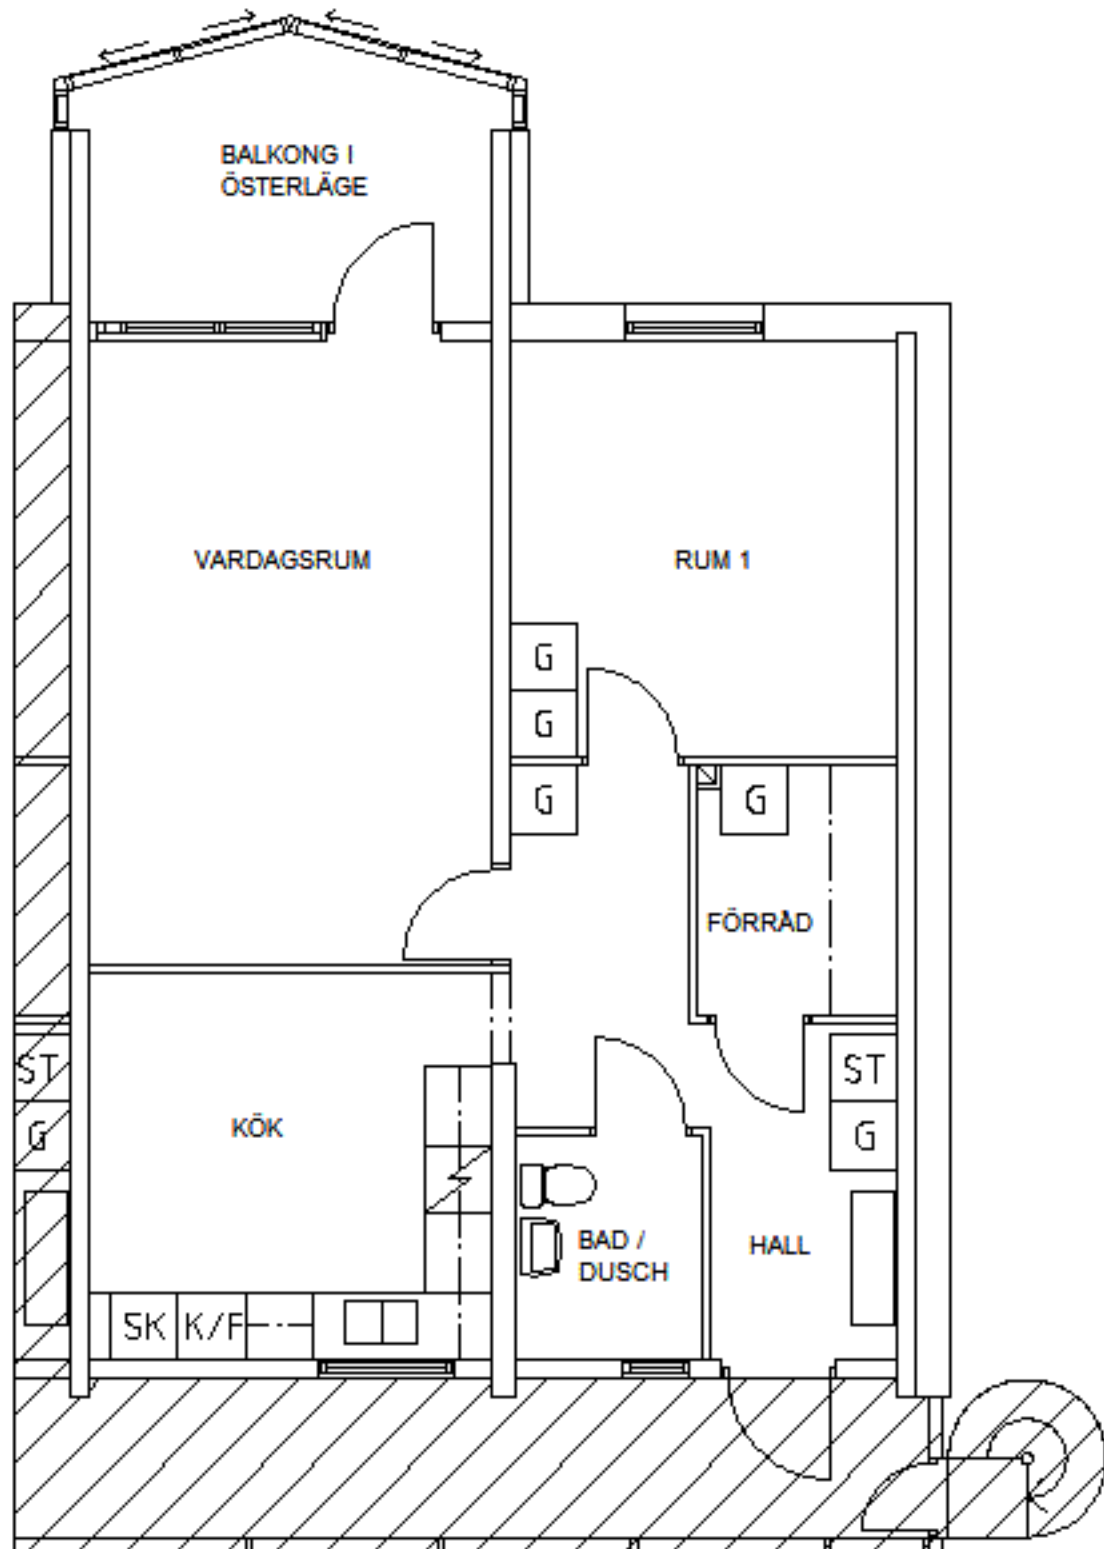 BALKONG I
ÖSTERLÄGE
VARDAGSRUM
RUM 1
G
G
G
G
FÖRRÅD
ST
ST
G
KÖK
G
BAD /
DUSCH
HALL
SK
K/F